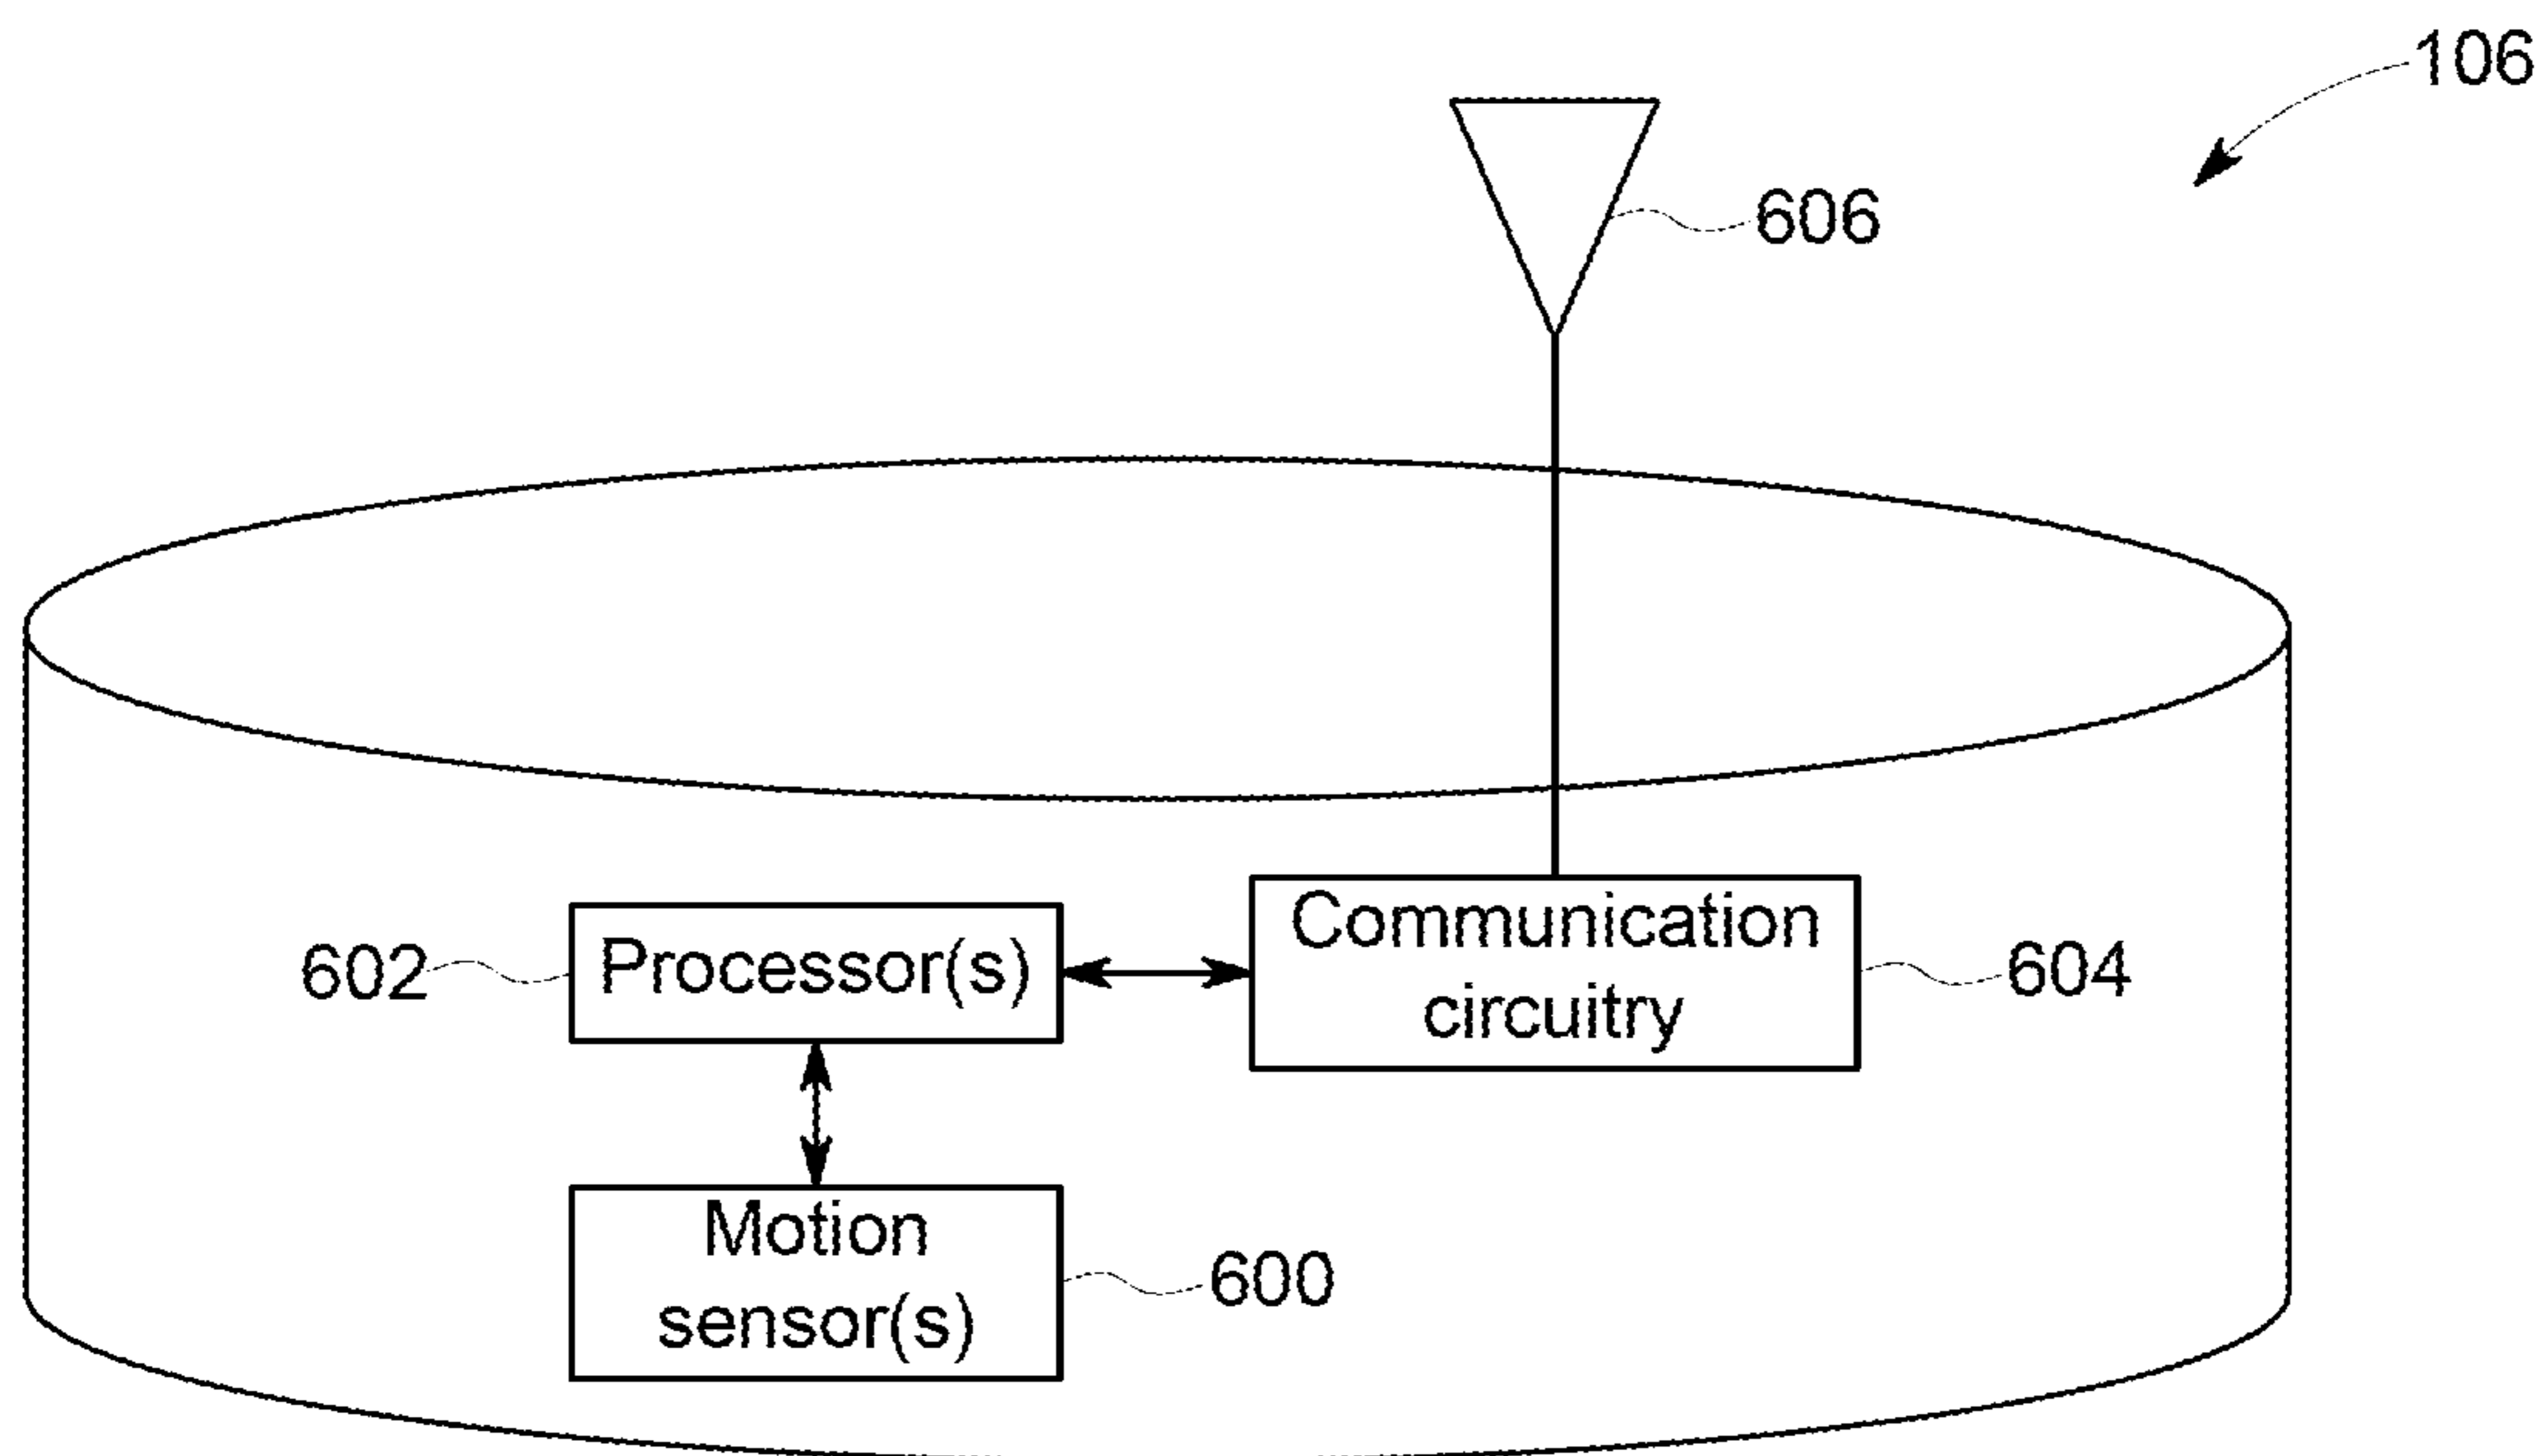 106
606
602
Processor(s)
Communication
circuitry
604
Motion
sensor(s)
600